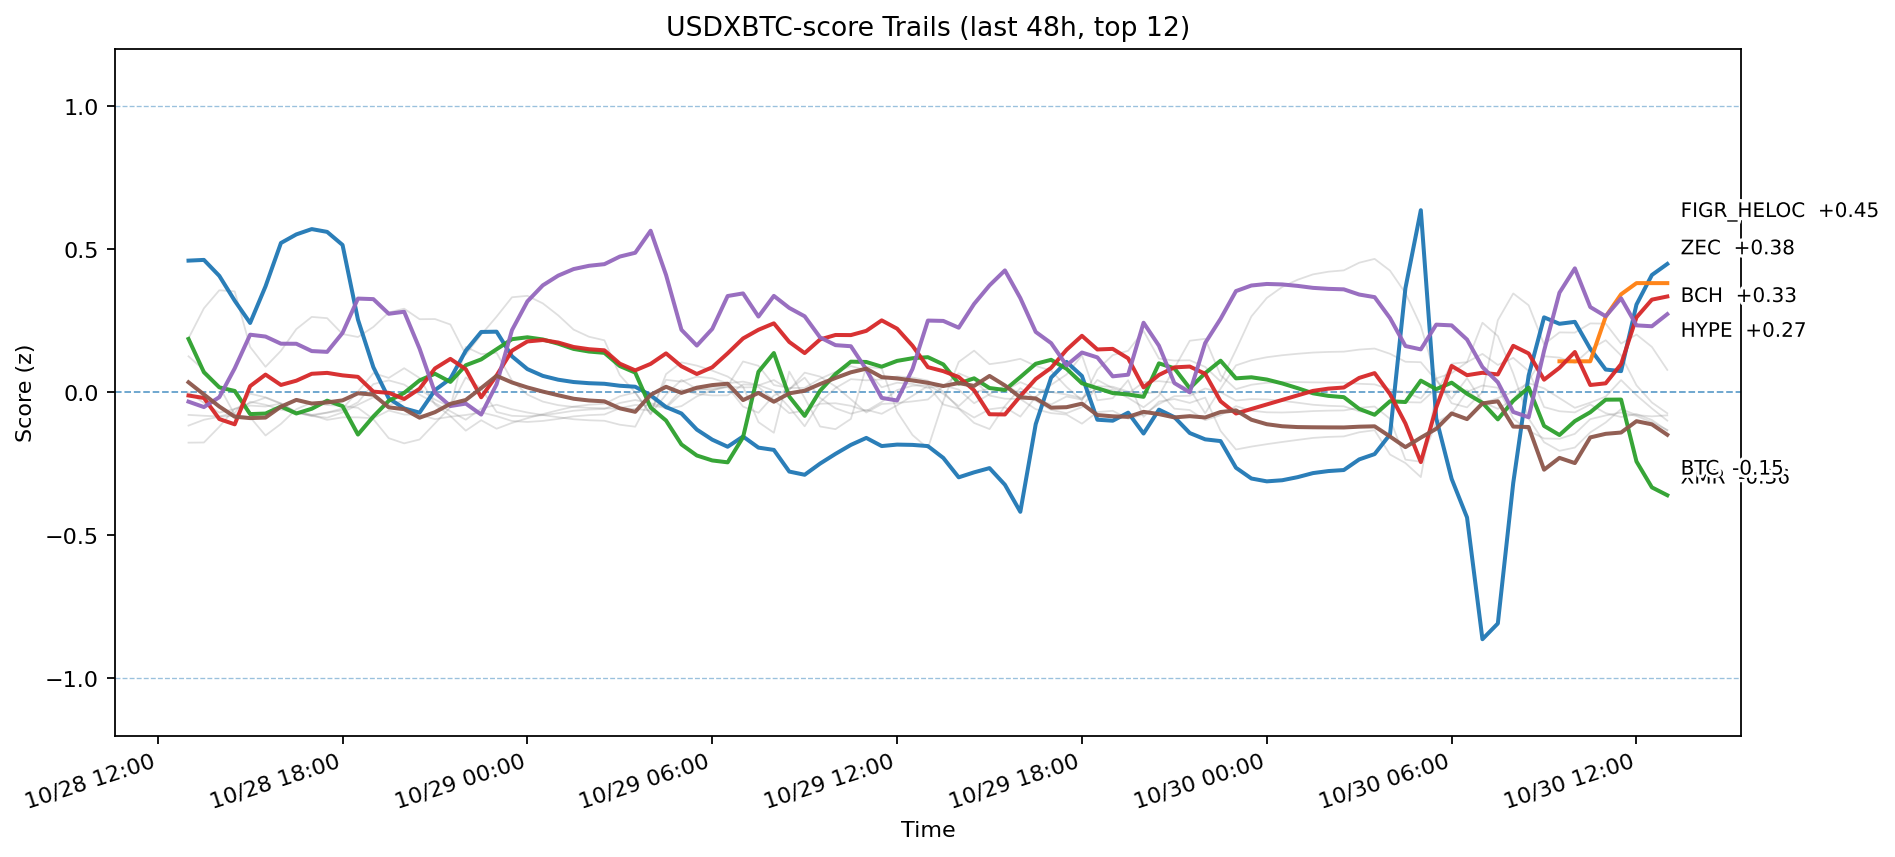 USDXBTC-score Trails (last 48h, top 12)
Score (z)
1.0
0.5
0.0
−0.5
−1.0
FIGR_HELOC +0.45
ZEC +0.38
BCH +0.33
HYPE +0.27
BTC -0.15
XMR -0.36
10/28 12:00
10/28 18:00
10/29 00:00
10/29 06:00
10/29 12:00
10/29 18:00
10/30 00:00
10/30 06:00
10/30 12:00
Time